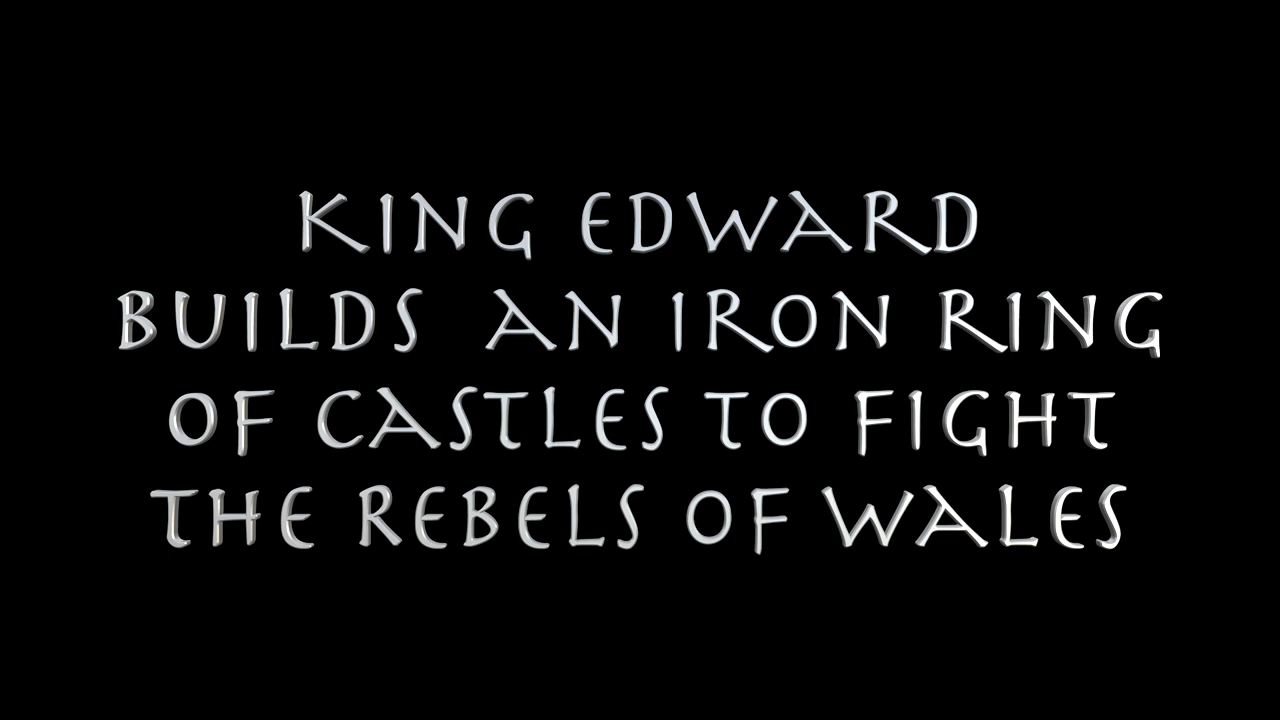 KING EDWARD
BUILDS AN IRON RING
OF CASTLES TO FIGHT
THE REBELS OF WALES